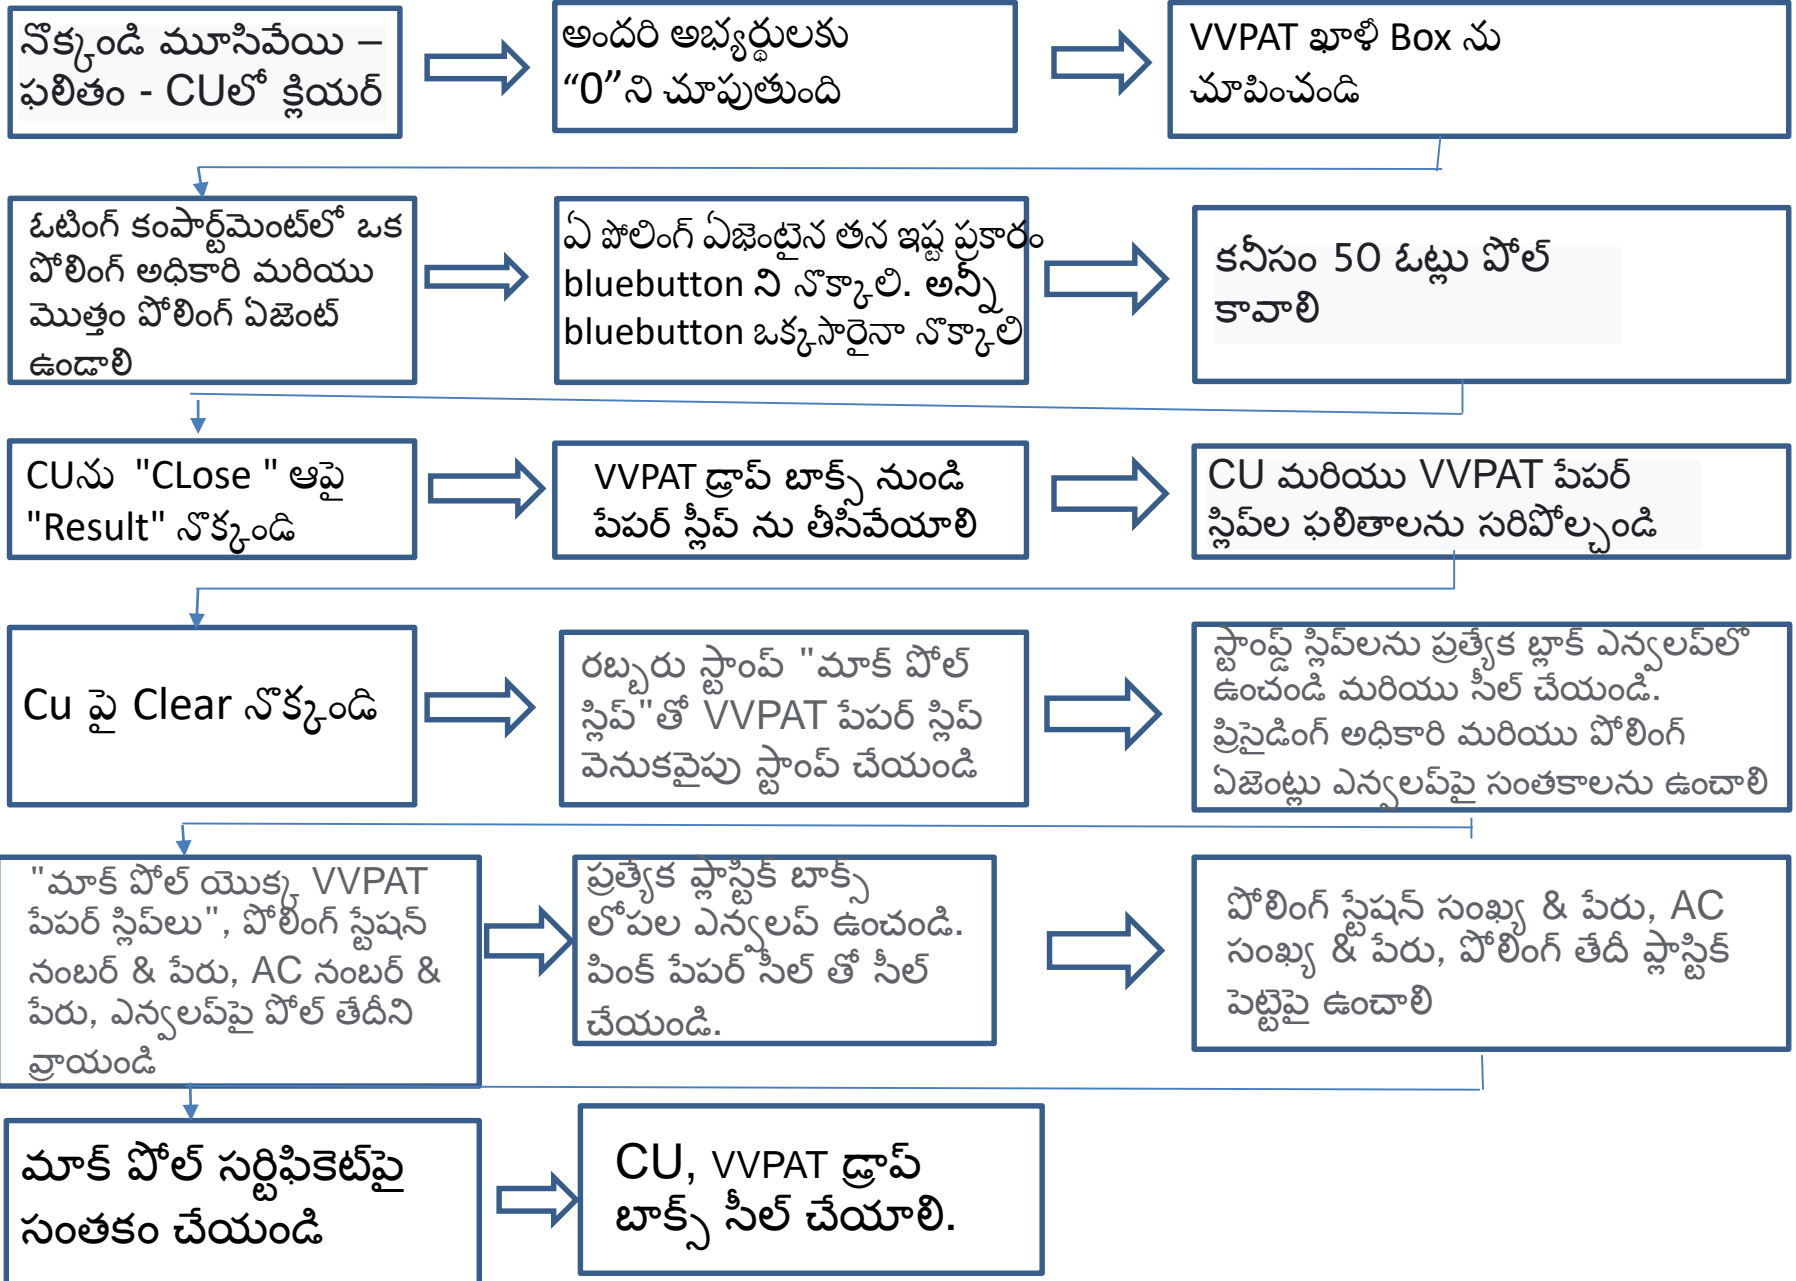 నొక్కండి మూసివేయి –
ఫలితం - CUలో క్లియర్
అందరి అభ్యర్థులకు
“0”ని చూపుతుంది
VVPAT ఖాళీ Box ను
చూపించండి
ఓటింగ్ కంపార్ట్‌మెంట్‌లో ఒక
పోలింగ్ అధికారి మరియు
మొత్తం పోలింగ్ ఏజెంట్
ఉండాలి
ఏ పోలింగ్ ఏజెంటైన తన ఇష్ట ప్రకారం
bluebutton ని నొక్కాలి. అన్నీ
bluebutton ఒక్కసారైనా నొక్కాలి
కనీసం 50 ఓట్లు పోల్
కావాలి
CUను "CLose " ఆపై
"Result" నొక్కండి
VVPAT డ్రాప్ బాక్స్ నుండి
పేపర్ స్లీప్ ను తీసివేయాలి
CU మరియు VVPAT పేపర్
స్లిప్‌ల ఫలితాలను సరిపోల్చండి
Cu పై Clear నొక్కండి
రబ్బరు స్టాంప్ "మాక్ పోల్
స్లిప్"తో VVPAT పేపర్ స్లిప్
వెనుకవైపు స్టాంప్ చేయండి
స్టాంప్డ్ స్లిప్‌లను ప్రత్యేక బ్లాక్ ఎన్వలప్‌లో
ఉంచండి మరియు సీల్ చేయండి.
ప్రిసైడింగ్ అధికారి మరియు పోలింగ్
ఏజెంట్లు ఎన్వలప్‌పై సంతకాలను ఉంచాలి
"మాక్ పోల్ యొక్క VVPAT
పేపర్ స్లిప్‌లు", పోలింగ్ స్టేషన్
నంబర్ & పేరు, AC నంబర్ &
పేరు, ఎన్వలప్‌పై పోల్ తేదీని
వ్రాయండి
ప్రత్యేక ప్లాస్టిక్ బాక్స్
లోపల ఎన్వలప్ ఉంచండి.
పింక్ పేపర్ సీల్ తో సీల్
చేయండి.
పోలింగ్ స్టేషన్ సంఖ్య & పేరు, AC
సంఖ్య & పేరు, పోలింగ్ తేదీ ప్లాస్టిక్
పెట్టెపై ఉంచాలి
మాక్ పోల్ సర్టిఫికెట్‌పై
సంతకం చేయండి
CU, VVPAT డ్రాప్
బాక్స్ సీల్ చేయాలి.